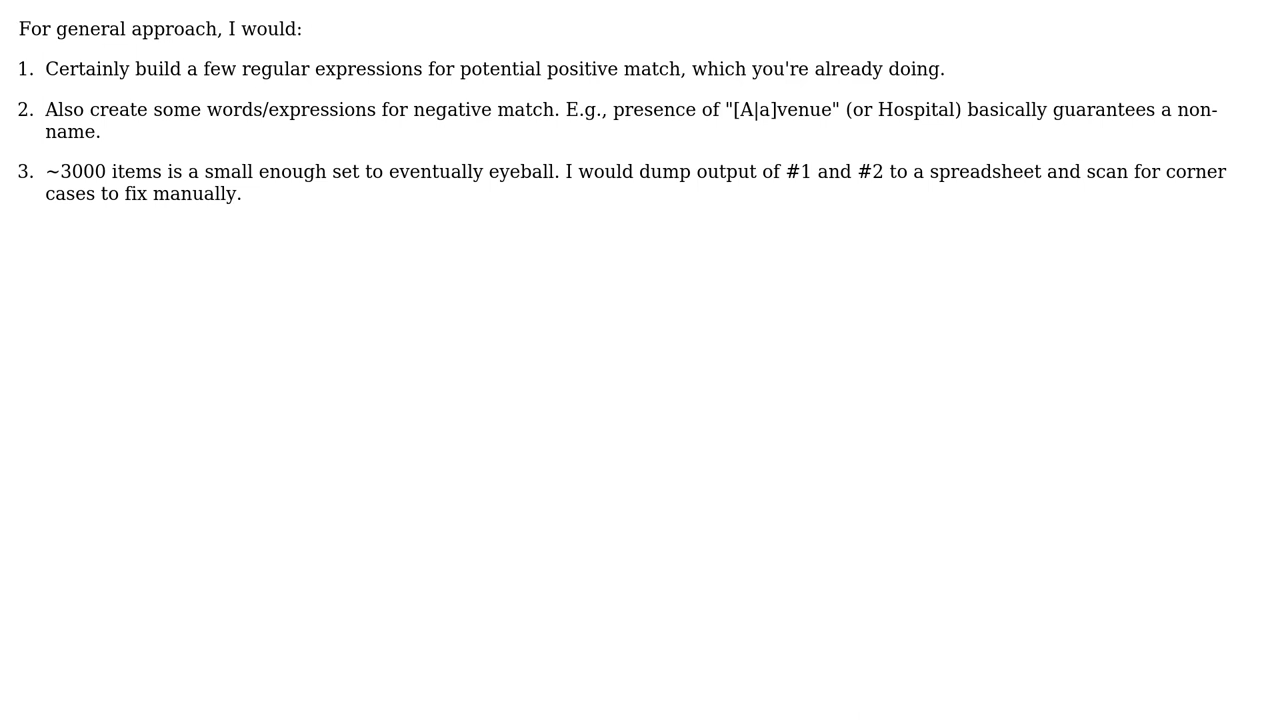 For general approach, I would:
1. Certainly build a few regular expressions for potential positive match, which you're already doing.
2. Also create some words/expressions for negative match. E.g., presence of "[A|a]venue" (or Hospital) basically guarantees a non-
name.
3. ~3000 items is a small enough set to eventually eyeball. I would dump output of #1 and #2 to a spreadsheet and scan for corner
cases to fix manually.